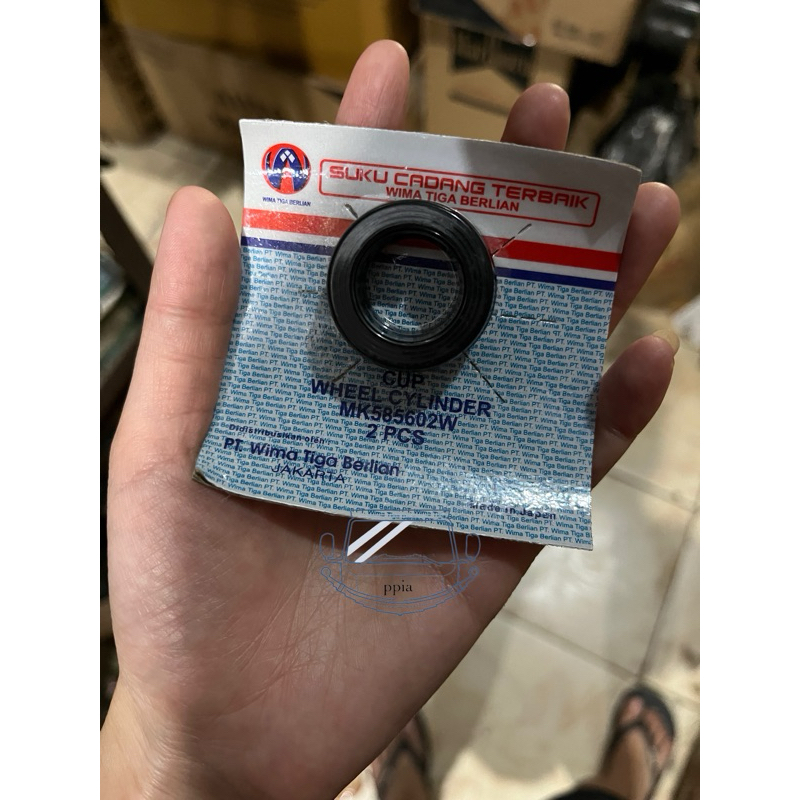 SUKU CADANG TERBAIK
WIMA TIGA BERLIAN
WIMA TIGA BERLIAN
CUP
WHEEL CYLINDER
MK585602W
2 PCS
Didistribusikan oleh
PT. Wima Tiga Berlian
JAKARTA
Made in Japan
ppia